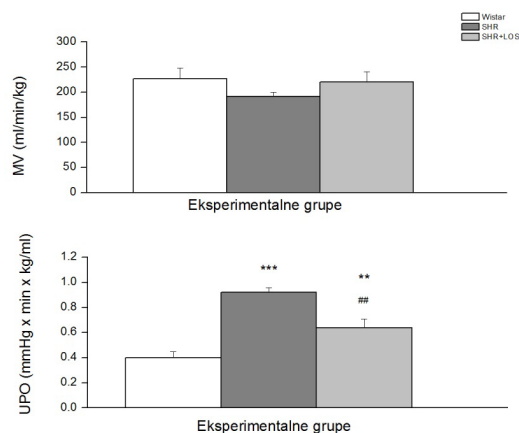 Wistar
SHR
SHR+LOS
MV (ml/min/kg)
300
250
200
150
100
50
0
Eksperimentalne grupe
UPO (mmHg x min x kg/ml)
1.2
1.0
0.8
0.6
0.4
0.2
0.0
***
**
##
Eksperimentalne grupe